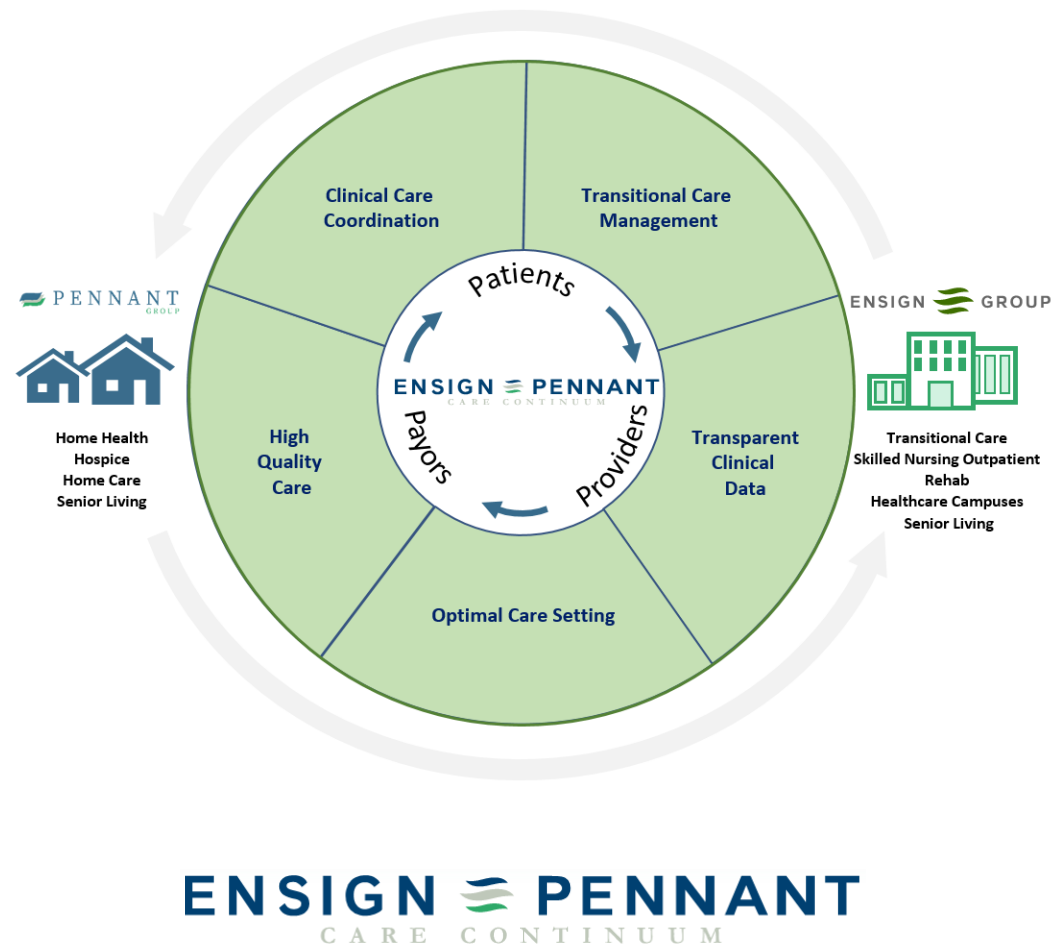 Clinical Care
Coordination
Transitional Care
Management
Patients
PENNANT
GROUP
ENSIGN GROUP
ENSIGN PENNANT
CARE CONTINUUM
Payors
Providers
Home Health
Hospice
Home Care
Senior Living
High
Quality
Care
Transparent
Clinical
Data
Transitional Care
Skilled Nursing Outpatient
Rehab
Healthcare Campuses
Senior Living
Optimal Care Setting
ENSIGN PENNANT
CARE CONTINUUM